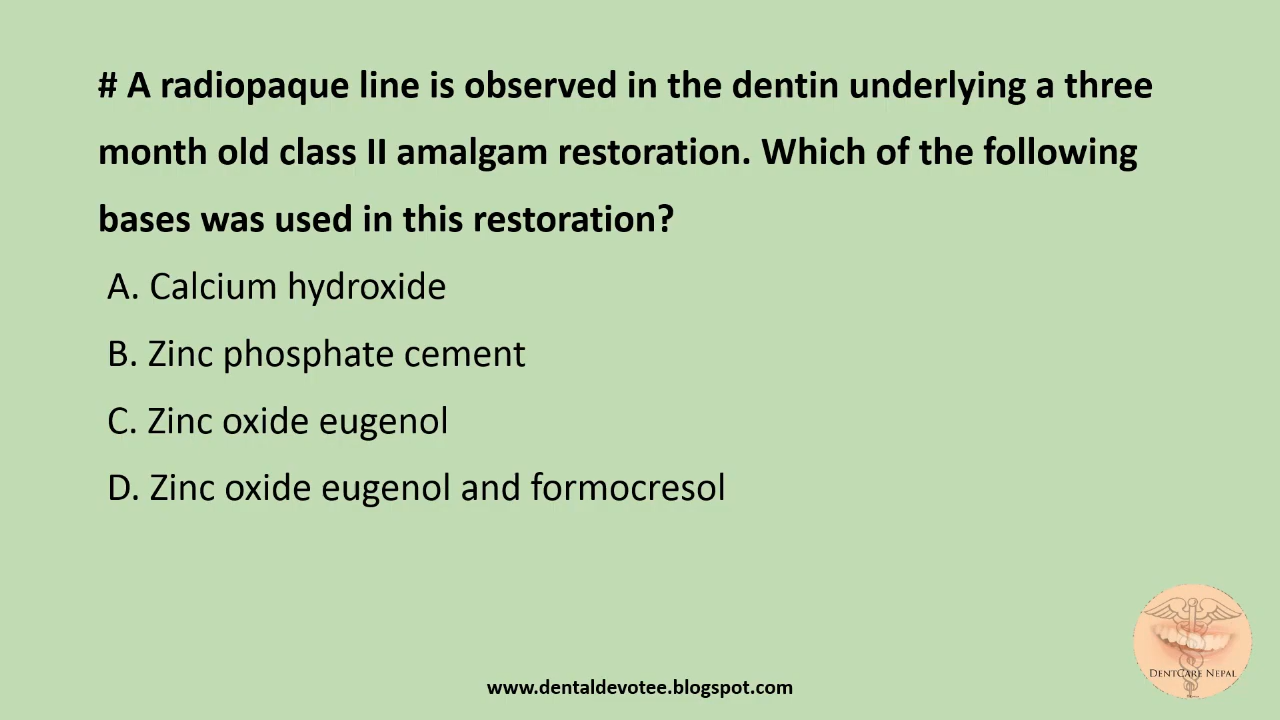 # A radiopaque line is observed in the dentin underlying a three
month old class II amalgam restoration. Which of the following
bases was used in this restoration?
A. Calcium hydroxide
B. Zinc phosphate cement
C. Zinc oxide eugenol
D. Zinc oxide eugenol and formocresol
DENTCARE NEPAL
www.dentaldevotee.blogspot.com